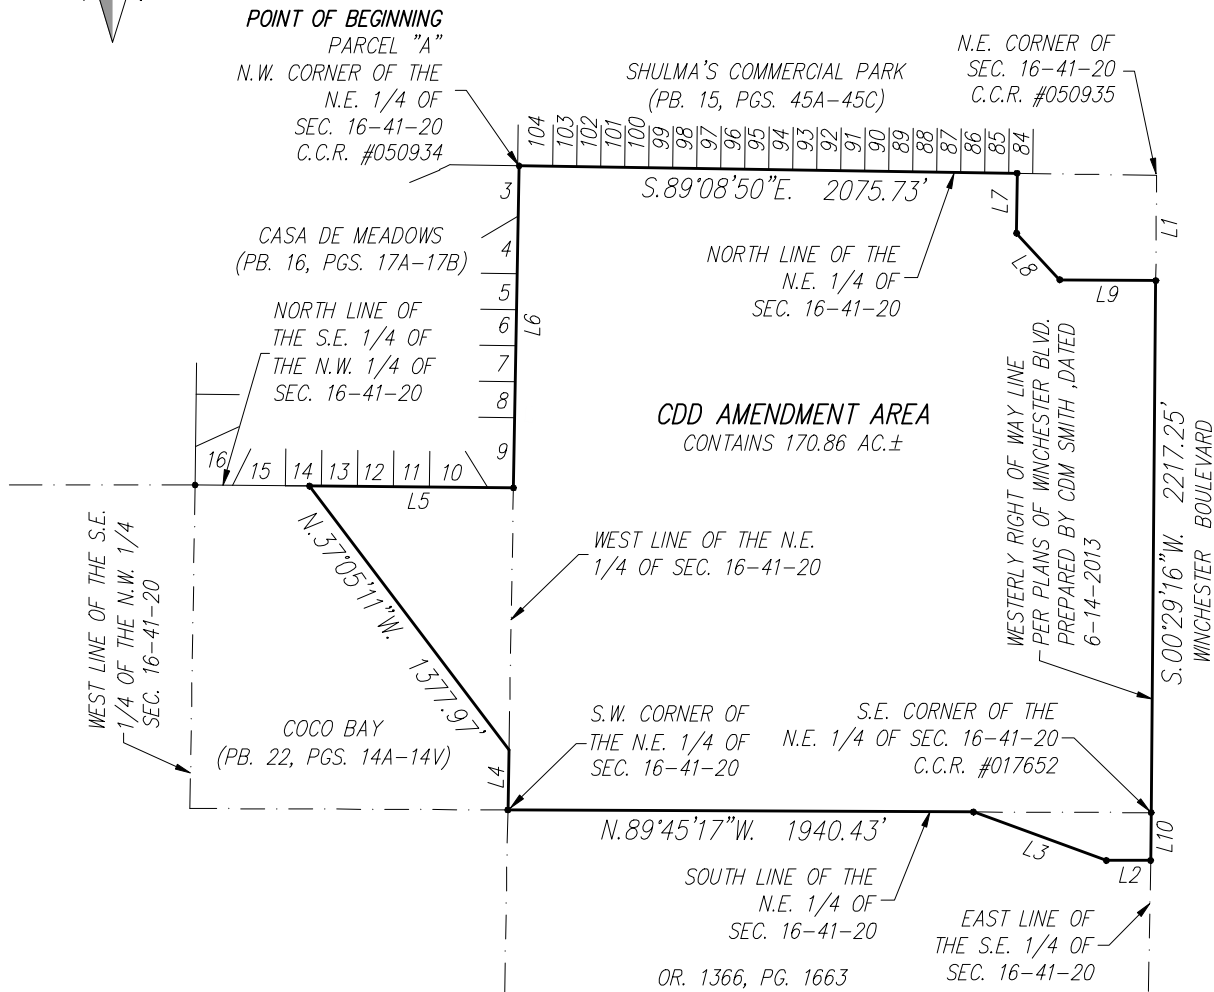 POINT OF BEGINNING
PARCEL "A"
N.W. CORNER OF THE
N.E. 1/4 OF
SEC. 16-41-20
C.C.R. #050934
SHULMA'S COMMERCIAL PARK
(PB. 15, PGS. 45A-45C)
N.E. CORNER OF
SEC. 16-41-20
C.C.R. #050935
104
103
102
101
100
99
98
97
96
95
94
93
92
91
90
89
88
87
86
85
84
S.89°08'50"E. 2075.73'
3
4
5
6
7
8
9
L6
L7
L8
L9
L1
CASA DE MEADOWS
(PB. 16, PGS. 17A-17B)
NORTH LINE OF THE
N.E. 1/4 OF
SEC. 16-41-20
NORTH LINE OF
THE S.E. 1/4 OF
THE N.W. 1/4 OF
SEC. 16-41-20
CDD AMENDMENT AREA
CONTAINS 170.86 AC.±
WESTERLY RIGHT OF WAY LINE
PER PLANS OF WINCHESTER BLVD.
PREPARED BY CDM SMITH ,DATED
6-14-2013
S.00°29'16"W. 2217.25'
WINCHESTER BOULEVARD
16
15
14
13
12
11
10
L5
N.37°05'11"W. 1377.97'
WEST LINE OF THE N.E.
1/4 OF SEC. 16-41-20
WEST LINE OF THE S.E.
1/4 OF THE N.W. 1/4
SEC. 16-41-20
COCO BAY
(PB. 22, PGS. 14A-14V)
L4
S.W. CORNER OF
THE N.E. 1/4 OF
SEC. 16-41-20
S.E. CORNER OF THE
N.E. 1/4 OF SEC. 16-41-20
C.C.R. #017652
N.89°45'17"W. 1940.43'
L3
L2
L10
SOUTH LINE OF THE
N.E. 1/4 OF
SEC. 16-41-20
EAST LINE OF
THE S.E. 1/4 OF
SEC. 16-41-20
OR. 1366, PG. 1663